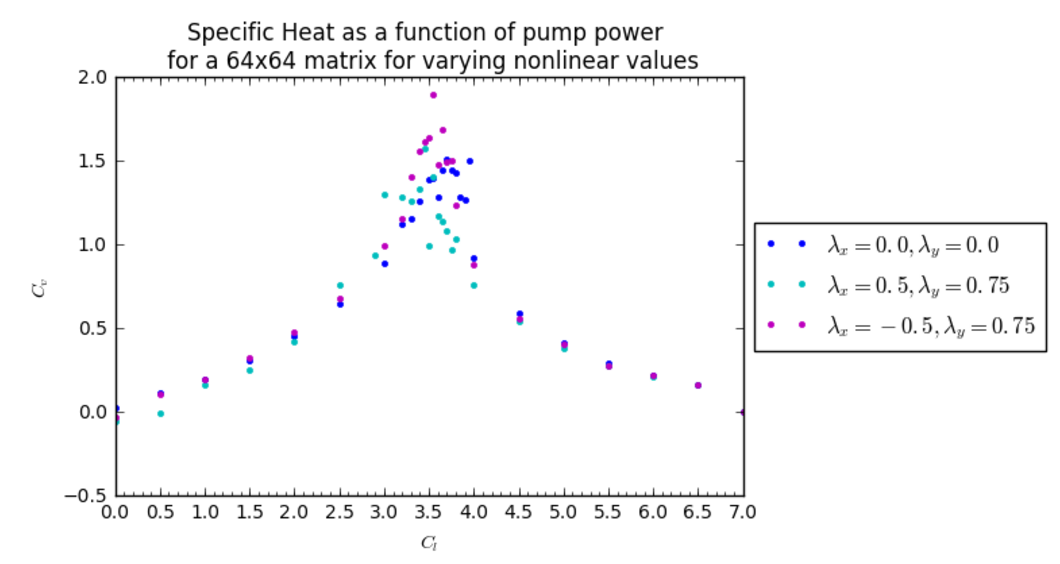 Specific Heat as a function of pump power
for a 64x64 matrix for varying nonlinear values
2.0
1.5
1.0
0.5
0.0
−0.5
C_v
0.0 0.5 1.0 1.5 2.0 2.5 3.0 3.5 4.0 4.5 5.0 5.5 6.0 6.5 7.0
C_l
λ_x = 0.0, λ_y = 0.0
λ_x = 0.5, λ_y = 0.75
λ_x = −0.5, λ_y = 0.75